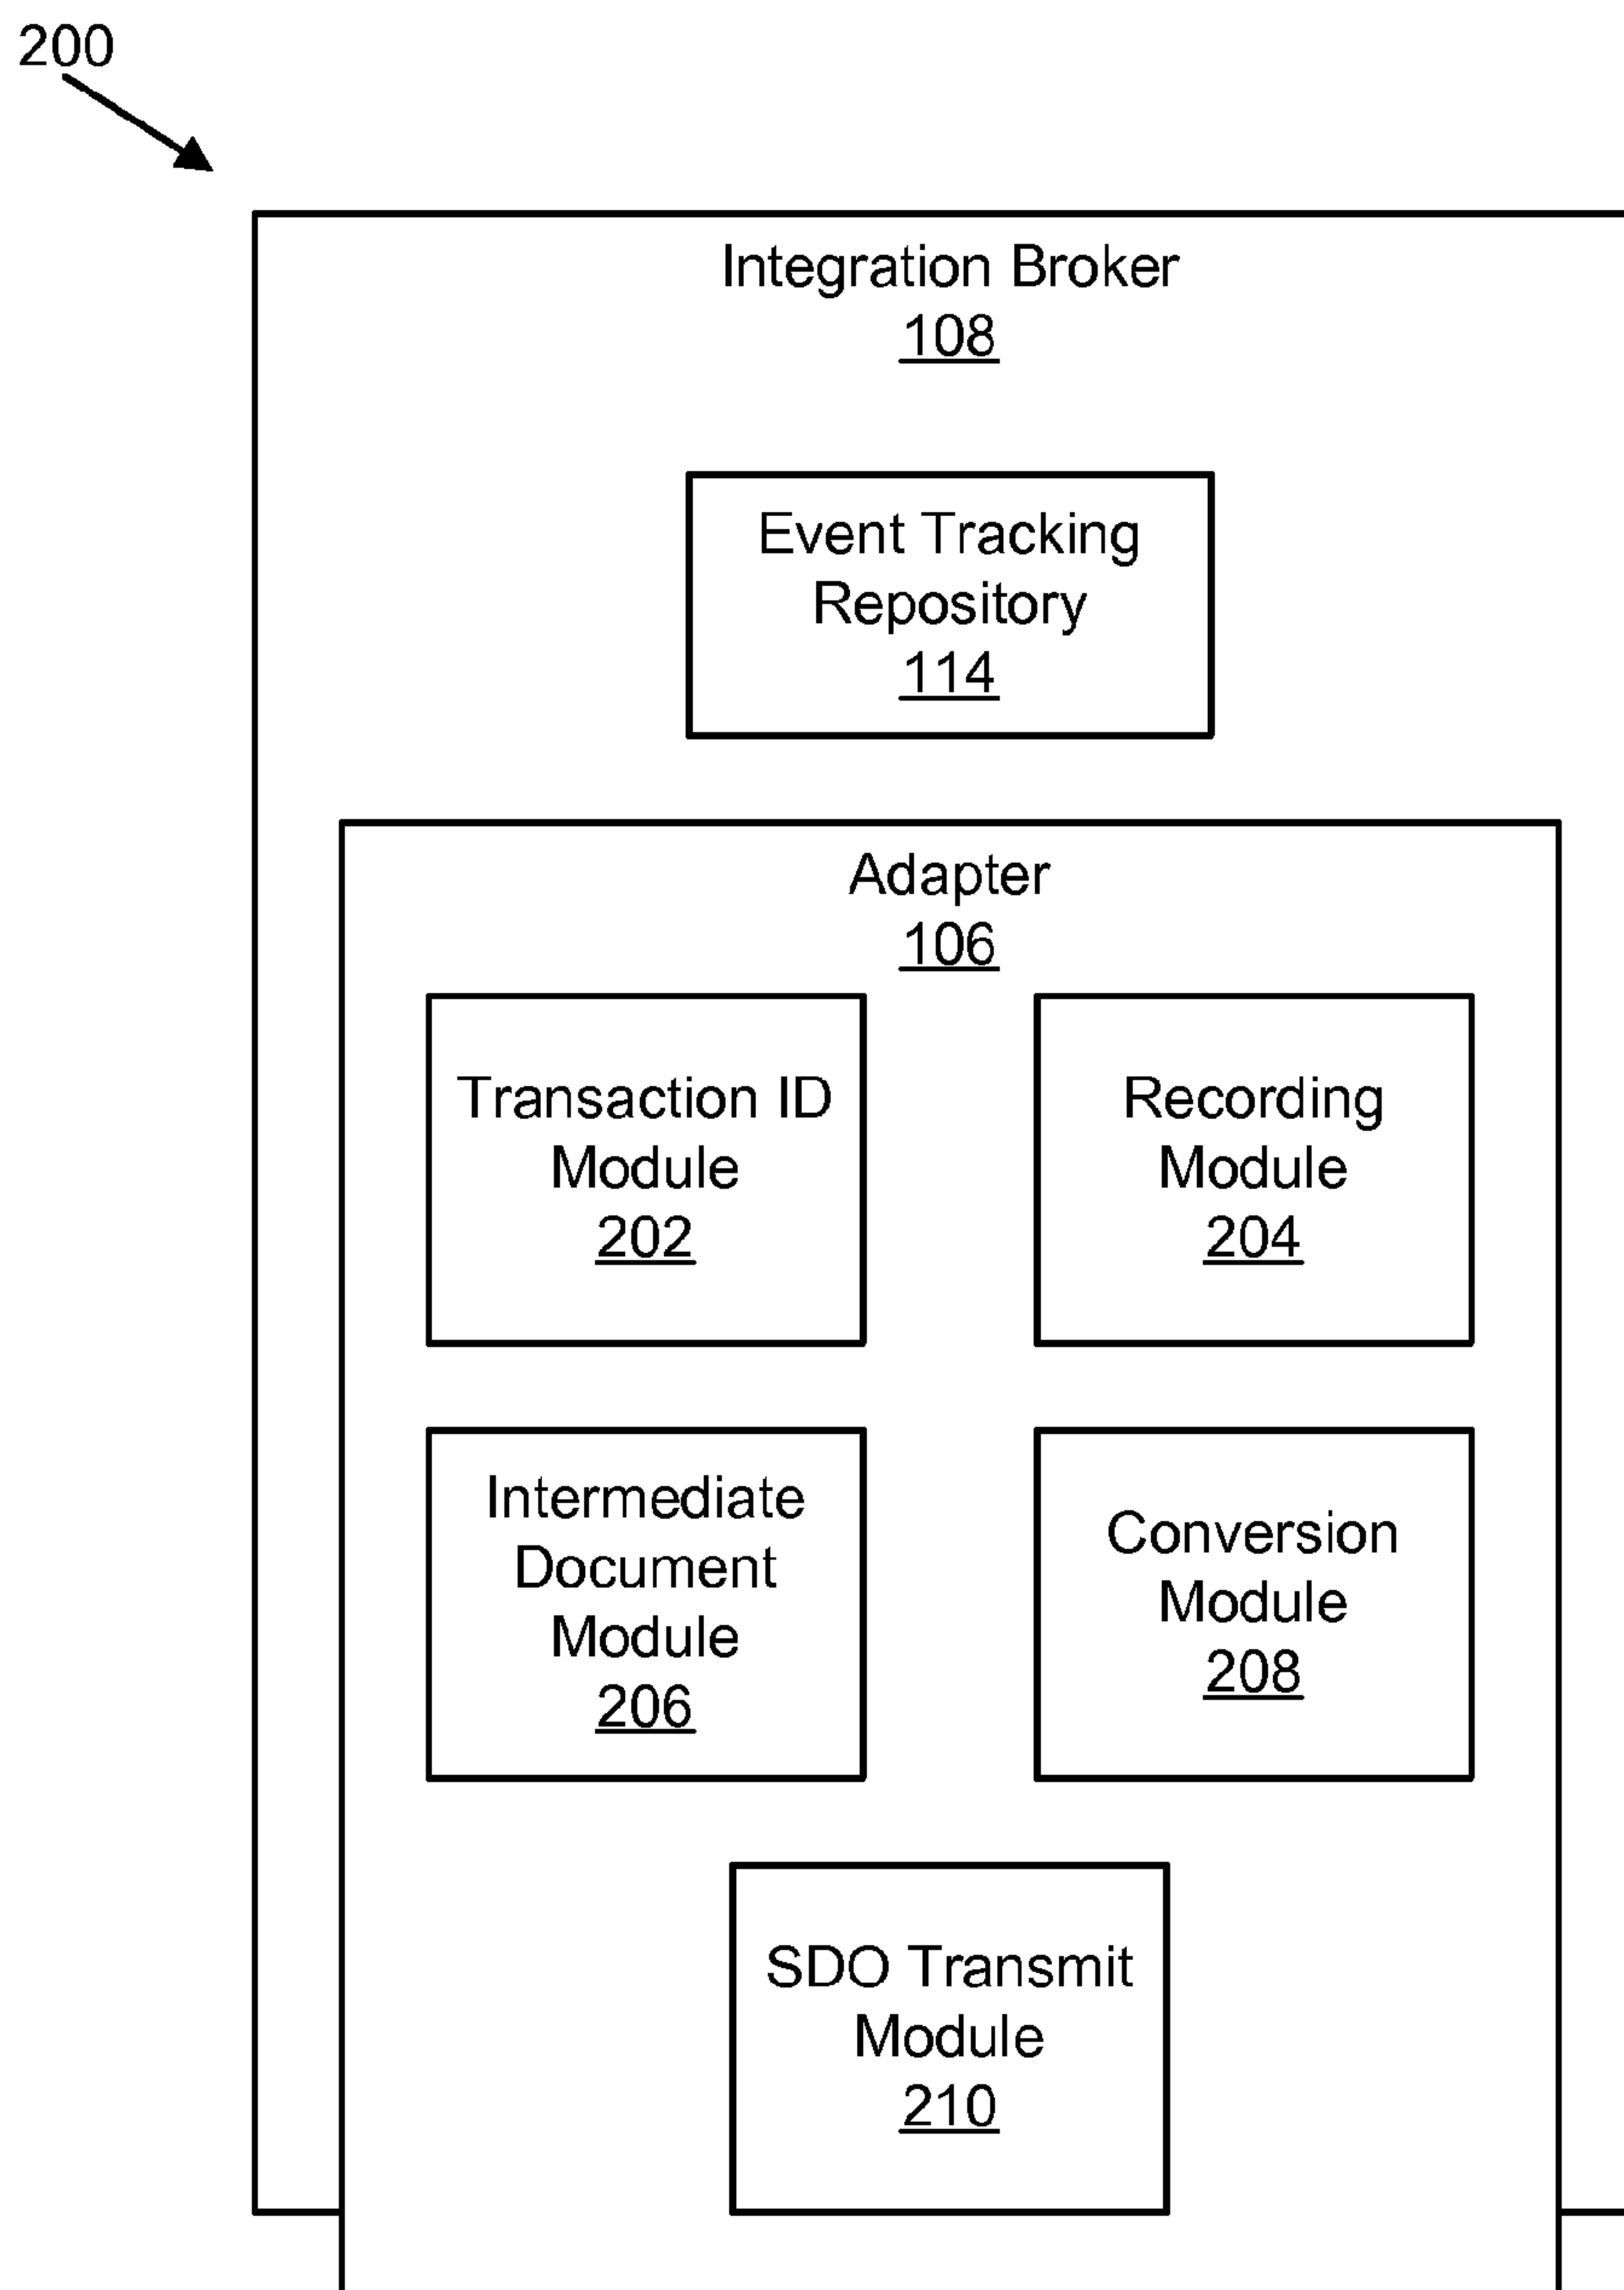 200
Integration Broker
108
Event Tracking
Repository
114
Adapter
106
Transaction ID
Module
202
Recording
Module
204
Intermediate
Document
Module
206
Conversion
Module
208
SDO Transmit
Module
210